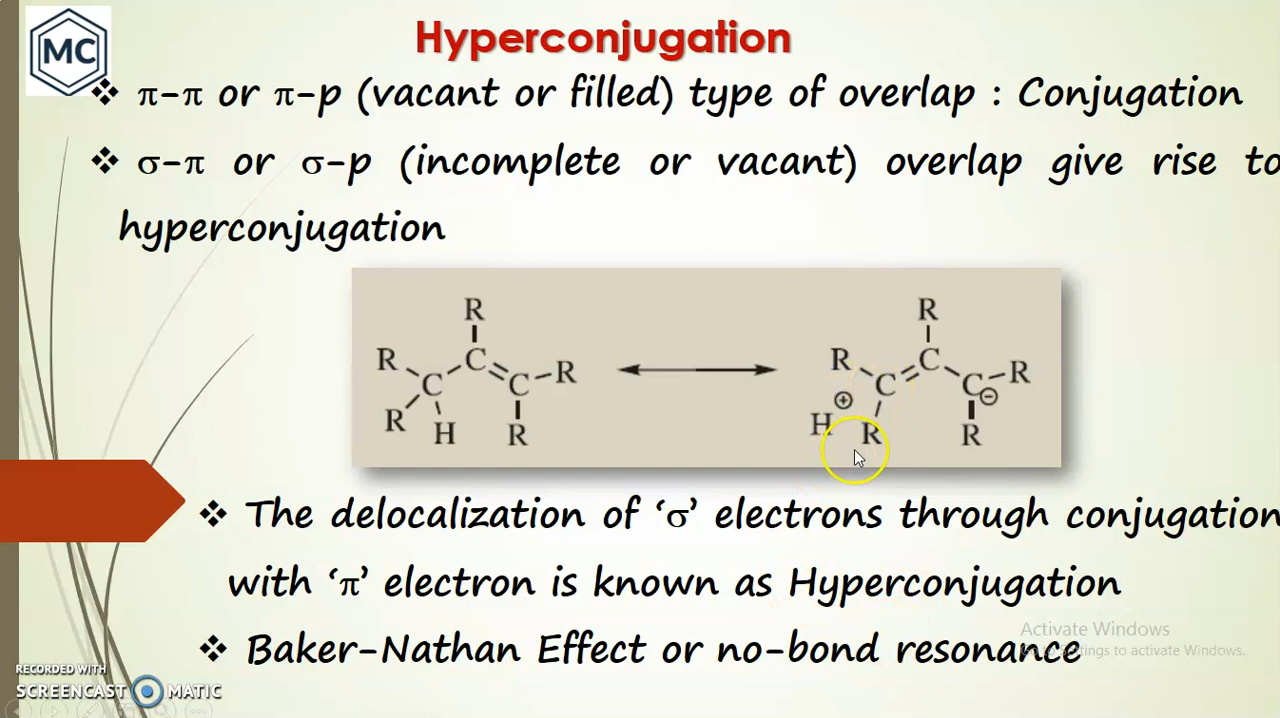 MC
Hyperconjugation
❖ π-π or π-p (vacant or filled) type of overlap : Conjugation
❖ σ-π or σ-p (incomplete or vacant) overlap give rise to
hyperconjugation
R R
R C R R C R
C C C C ⊖
R H R ⊕ H R R
❖ The delocalization of ‘σ’ electrons through conjugation
with ‘π’ electron is known as Hyperconjugation
❖ Baker-Nathan Effect or no-bond resonance
Activate Windows
Go to Settings to activate Windows.
RECORDED WITH
SCREENCAST MATIC